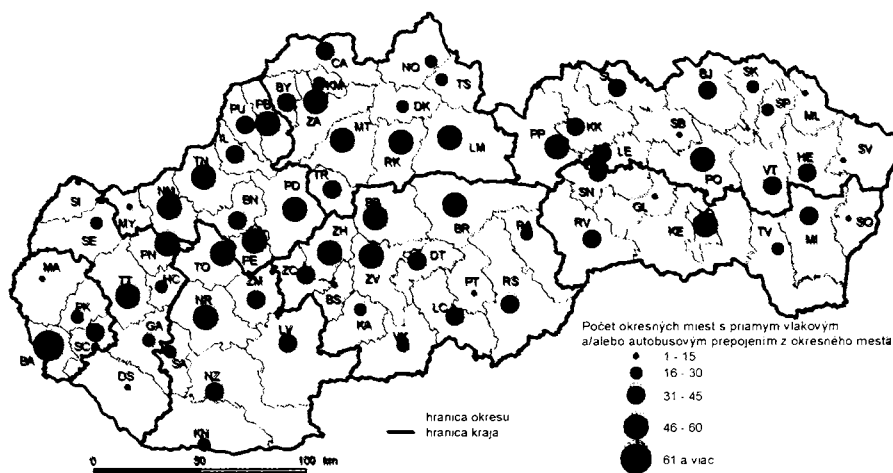 CA
NO
TS
BY
KM
ZA
DK
PU
PB
IL
MT
RK
LM
TN
TR
PD
BN
NM
MY
SI
SE
SL
KK
PP
LE
SB
BJ
SK
SP
ML
SV
PO
VT
HE
SN
GL
RV
KE
TV
MI
SO
BB
BR
RA
PN
TO
PE
ZH
ZC
ZV
DT
MA
TT
HC
PK
NR
ZM
BS
KA
LC
PT
RS
BA
SC
GA
SA
LV
VK
DS
NZ
KN
Počet okresných miest s priamym vlakovým
a/alebo autobusovým prepojením z okresného mesta
1 - 15
16 - 30
31 - 45
46 - 60
61 a viac
hranica okresu
hranica kraja
0 50 100 km